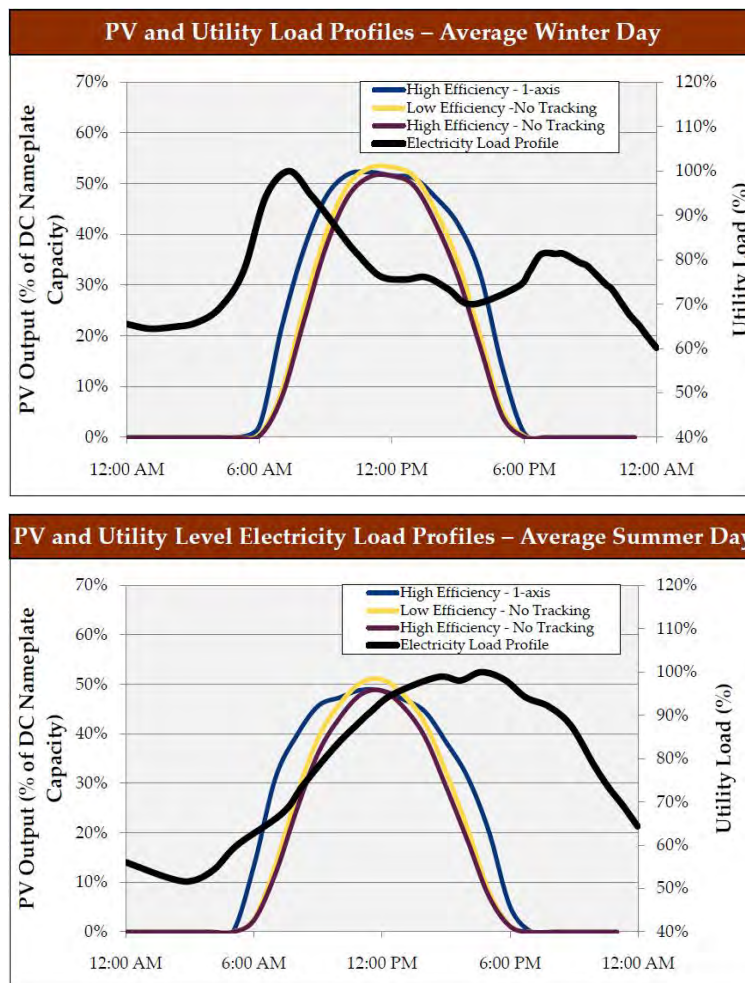 PV and Utility Load Profiles – Average Winter Day
70%
60%
50%
40%
30%
20%
10%
0%
PV Output (% of DC Nameplate
Capacity)
High Efficiency - 1-axis
Low Efficiency -No Tracking
High Efficiency - No Tracking
Electricity Load Profile
120%
110%
100%
90%
80%
70%
60%
50%
40%
Utility Load (%)
12:00 AM
6:00 AM
12:00 PM
6:00 PM
12:00 AM
PV and Utility Level Electricity Load Profiles – Average Summer Day
70%
60%
50%
40%
30%
20%
10%
0%
PV Output (% of DC Nameplate
Capacity)
High Efficiency - 1-axis
Low Efficiency - No Tracking
High Efficiency - No Tracking
Electricity Load Profile
120%
110%
100%
90%
80%
70%
60%
50%
40%
Utility Load (%)
12:00 AM
6:00 AM
12:00 PM
6:00 PM
12:00 AM